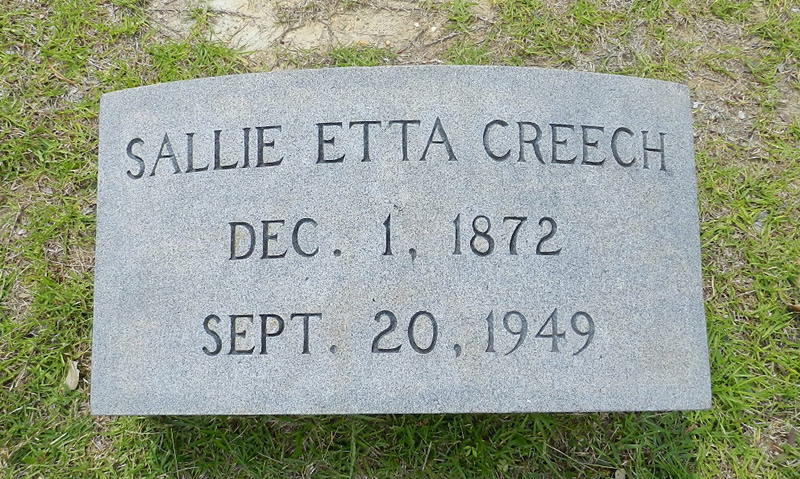 SALLIE ETTA CREECH
DEC. 1, 1872
SEPT. 20, 1949